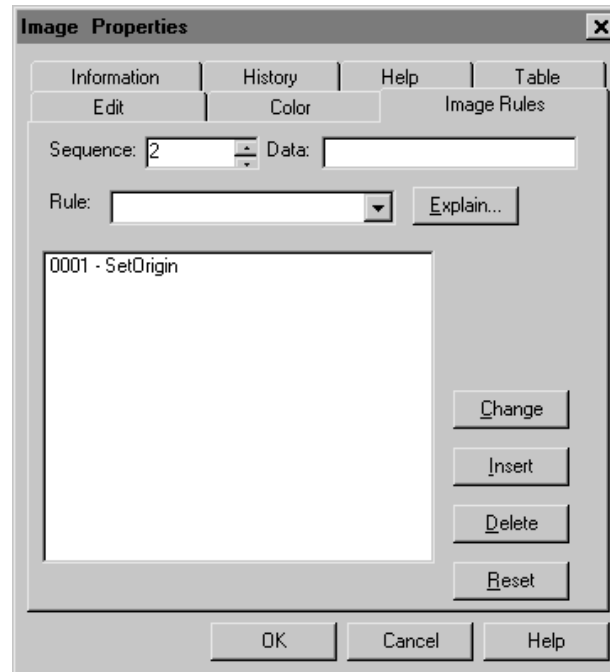 Image Properties
Information History Help Table
Edit Color Image Rules
Sequence: 2 Data:
Rule: Explain...
0001 - SetOrigin
Change
Insert
Delete
Reset
OK Cancel Help